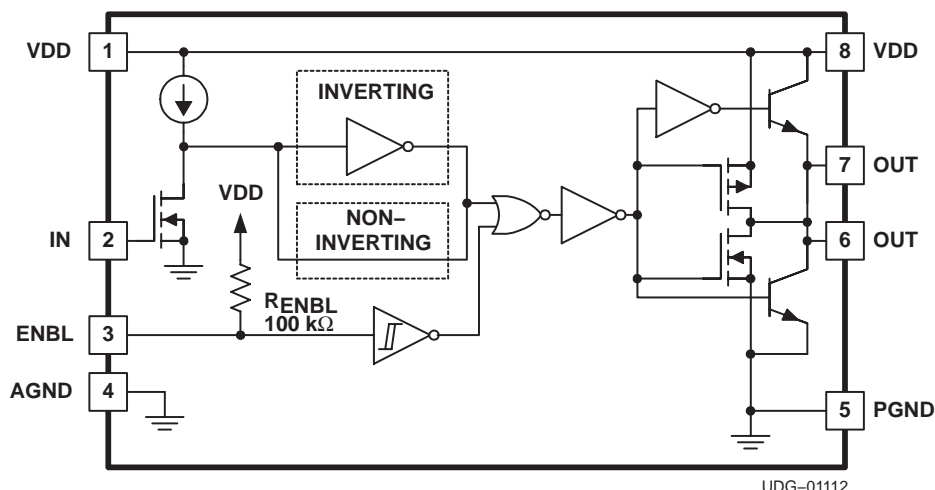 VDD 1
8 VDD
INVERTING
7 OUT
VDD
NON–
INVERTING
IN 2
6 OUT
RENBL
100 kΩ
ENBL 3
AGND 4
5 PGND
UDG–01112